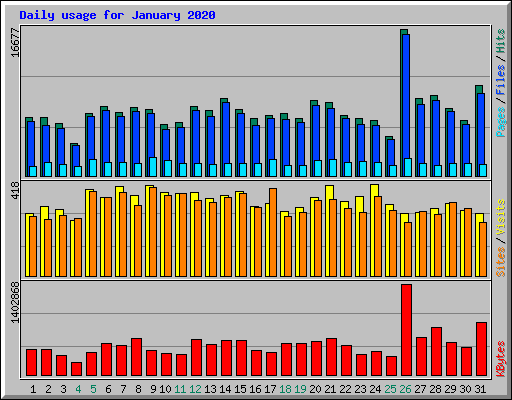 Daily usage for January 2020
16677
Pages / Files / Hits
418
Sites / Visits
1402868
KBytes
1 2 3 4 5 6 7 8 9 10 11 12 13 14 15 16 17 18 19 20 21 22 23 24 25 26 27 28 29 30 31